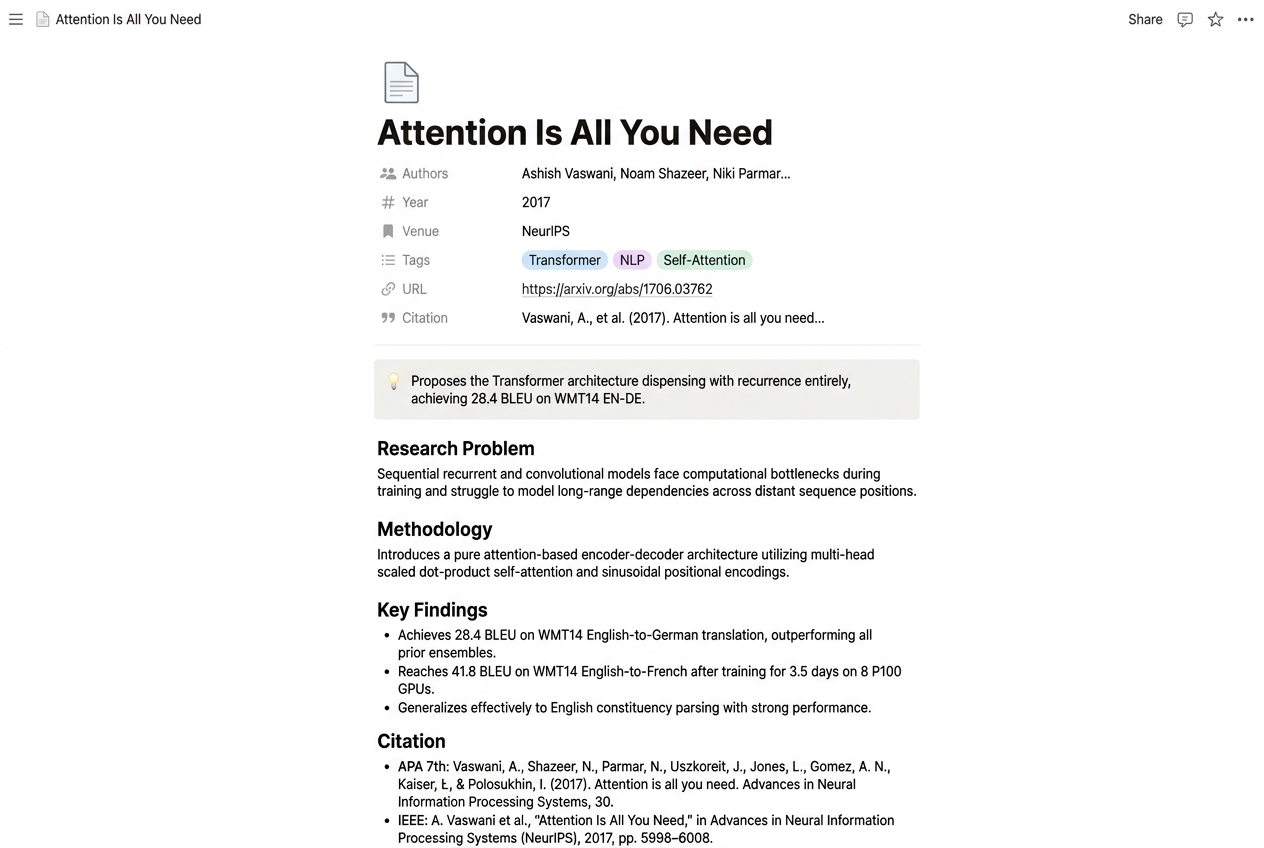 Attention Is All You Need
Share
Attention Is All You Need
Authors Ashish Vaswani, Noam Shazeer, Niki Parmar...
Year 2017
Venue NeurIPS
Tags Transformer NLP Self-Attention
URL https://arxiv.org/abs/1706.03762
Citation Vaswani, A., et al. (2017). Attention is all you need...
Proposes the Transformer architecture dispensing with recurrence entirely,
achieving 28.4 BLEU on WMT14 EN-DE.
Research Problem
Sequential recurrent and convolutional models face computational bottlenecks during
training and struggle to model long-range dependencies across distant sequence positions.
Methodology
Introduces a pure attention-based encoder-decoder architecture utilizing multi-head
scaled dot-product self-attention and sinusoidal positional encodings.
Key Findings
• Achieves 28.4 BLEU on WMT14 English-to-German translation, outperforming all
prior ensembles.
• Reaches 41.8 BLEU on WMT14 English-to-French after training for 3.5 days on 8 P100
GPUs.
• Generalizes effectively to English constituency parsing with strong performance.
Citation
• APA 7th: Vaswani, A., Shazeer, N., Parmar, N., Uszkoreit, J., Jones, L., Gomez, A. N.,
Kaiser, Ł, & Polosukhin, I. (2017). Attention is all you need. Advances in Neural
Information Processing Systems, 30.
• IEEE: A. Vaswani et al., “Attention Is All You Need,” in Advances in Neural Information
Processing Systems (NeurIPS), 2017, pp. 5998–6008.